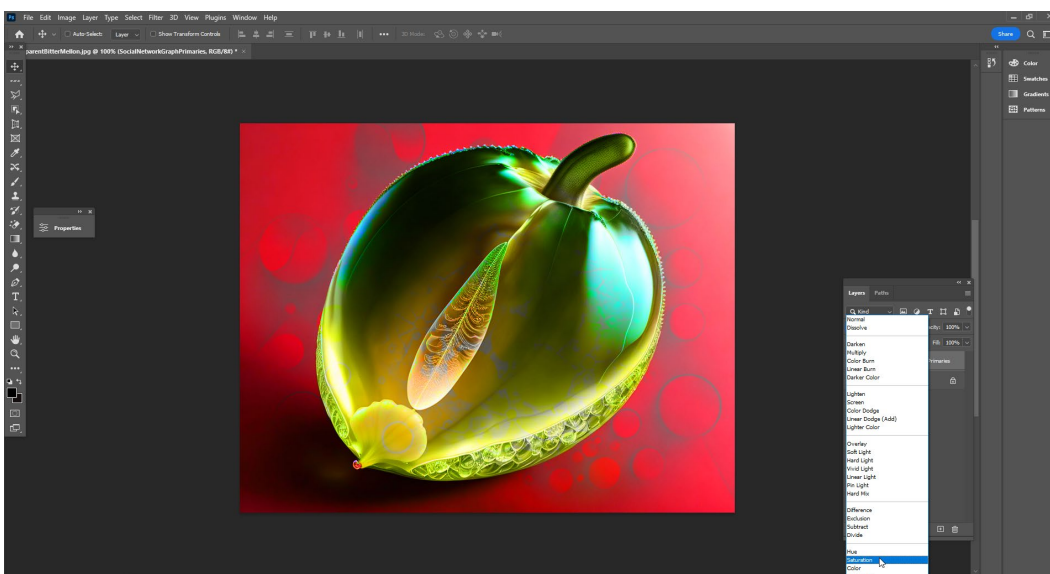 Ps File Edit Image Layer Type Select Filter 3D View Plugins Window Help
Auto-Select: Layer Show Transform Controls 3D Mode: Share
parentBitterMellon.jpg @ 100% (SocialNetworkGraphPrimaries, RGB/8#) * ×
Color
Swatches
Gradients
Patterns
Properties
Layers Paths
Kind
Normal
Dissolve
Opacity: 100%
Darken
Multiply
Fill: 100%
Color Burn
Primaries
Linear Burn
Darker Color
Lighten
Screen
Color Dodge
Linear Dodge (Add)
Lighter Color
Overlay
Soft Light
Hard Light
Vivid Light
Linear Light
Pin Light
Hard Mix
Difference
Exclusion
Subtract
Divide
Hue
Saturation
Color